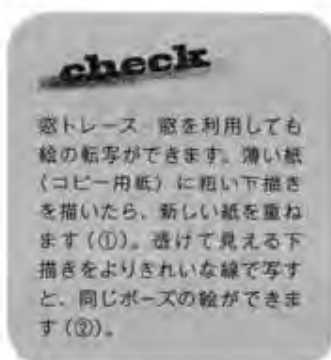 check
窓トレース 窓を利用しても
絵の転写ができます。薄い紙
(コピー用紙)に粗い下描き
を描いたら、新しい紙を重ね
ます(①)。透けて見える下
描きをよりきれいな線で写す
と、同じポーズの絵ができま
す(②)。